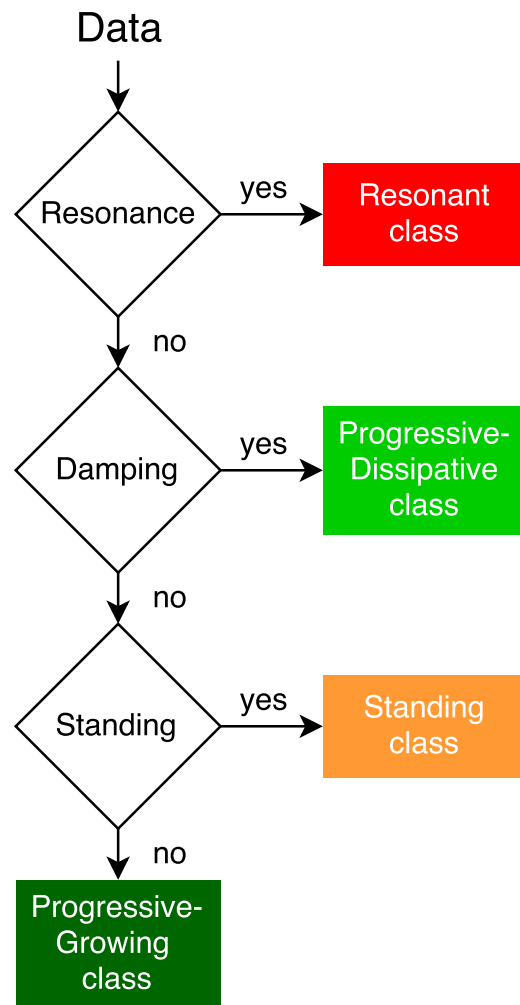 Data
Resonance
yes
Resonant
class
no
Damping
yes
Progressive-
Dissipative
class
no
Standing
yes
Standing
class
no
Progressive-
Growing
class